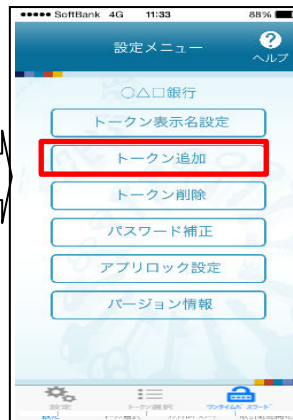 ●●●●● SoftBank 4G 11:33 88%
設定メニュー
?
ヘルプ
○△□銀行
トークン表示名設定
トークン追加
トークン削除
パスワード補正
アプリロック設定
バージョン情報
設定 トークン選択 ワンタイムパスワード